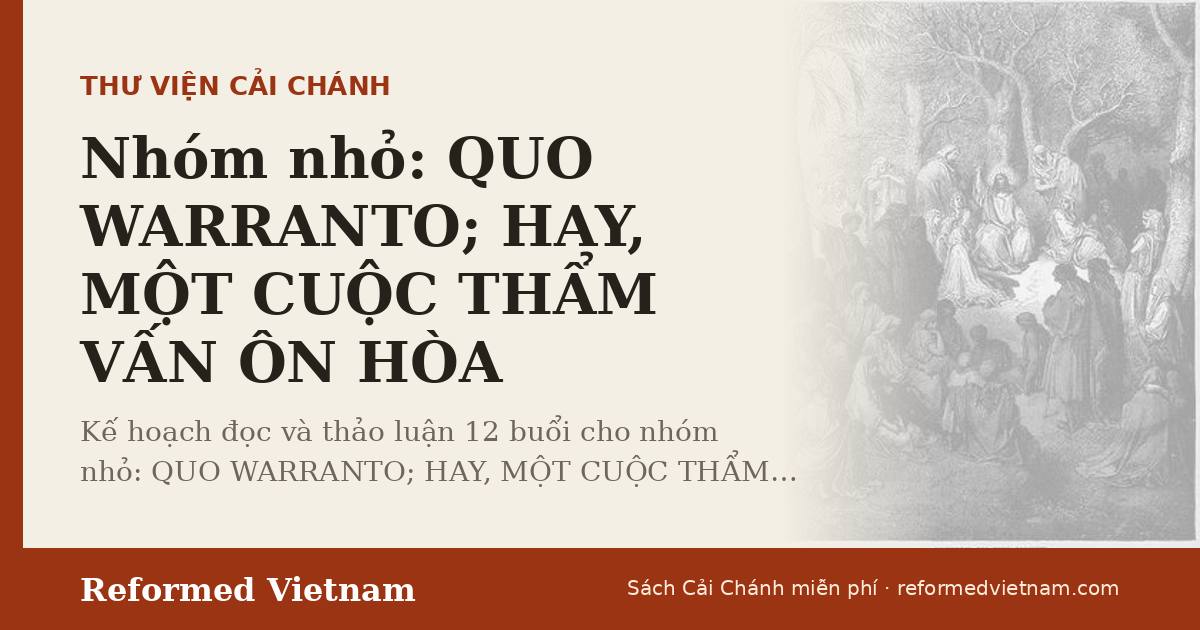 THƯ VIỆN CẢI CHÁNH
Nhóm nhỏ: QUO
WARRANTO; HAY,
MỘT CUỘC THẨM
VẤN ÔN HÒA
Kế hoạch đọc và thảo luận 12 buổi cho nhóm
nhỏ: QUO WARRANTO; HAY, MỘT CUỘC THẨM...
Reformed Vietnam
Sách Cải Chánh miễn phí · reformedvietnam.com